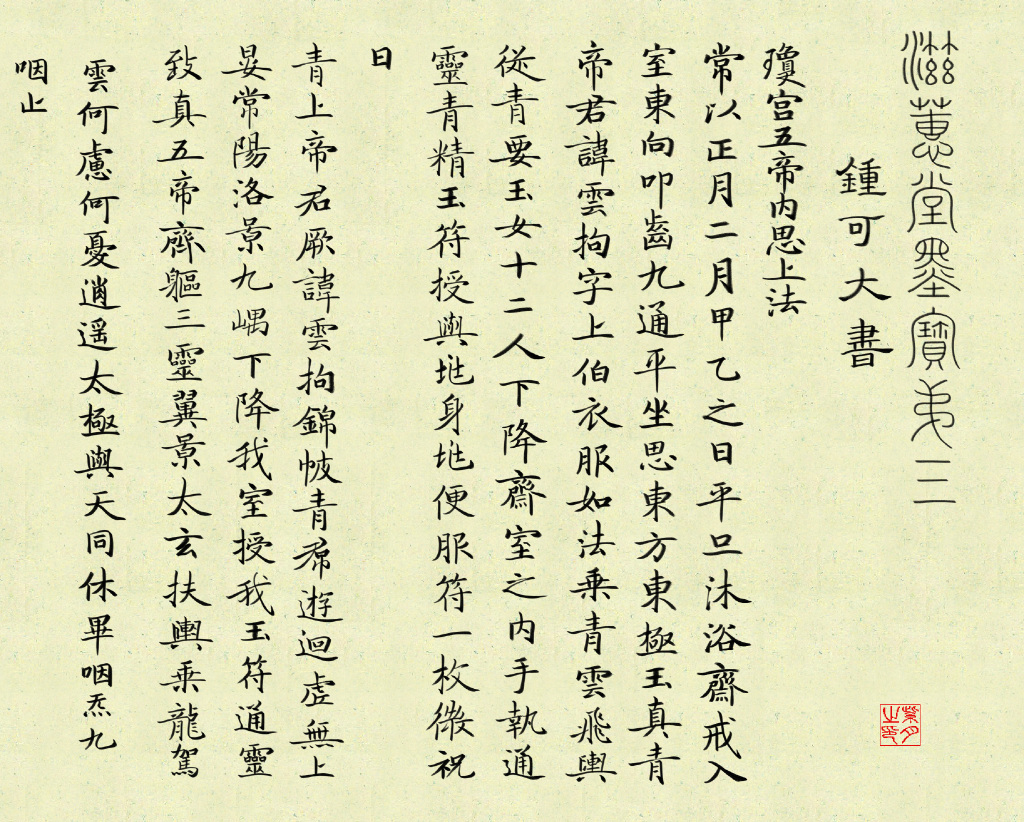 滋蕙堂墨寶弟三
鍾可大書
瓊宮五帝内思上法
常以正月二月甲乙之日平旦沐浴齋戒入
室東向叩齒九通平坐思東方東極玉真青
帝君諱雲拘字上伯衣服如法乗青雲飛輿
從青要玉女十二人下降齋室之内手執通
靈青精玉符授與兆身兆便服符一枚微祝
曰
青上帝君厥諱雲拘錦帔青帬遊迴虛無上
晏常陽洛景九嵎下降我室授我玉符通靈
致真五帝齊軀三靈翼景太玄扶輿乗龍駕
雲何慮何憂逍遥太極與天同休畢咽炁九
咽止